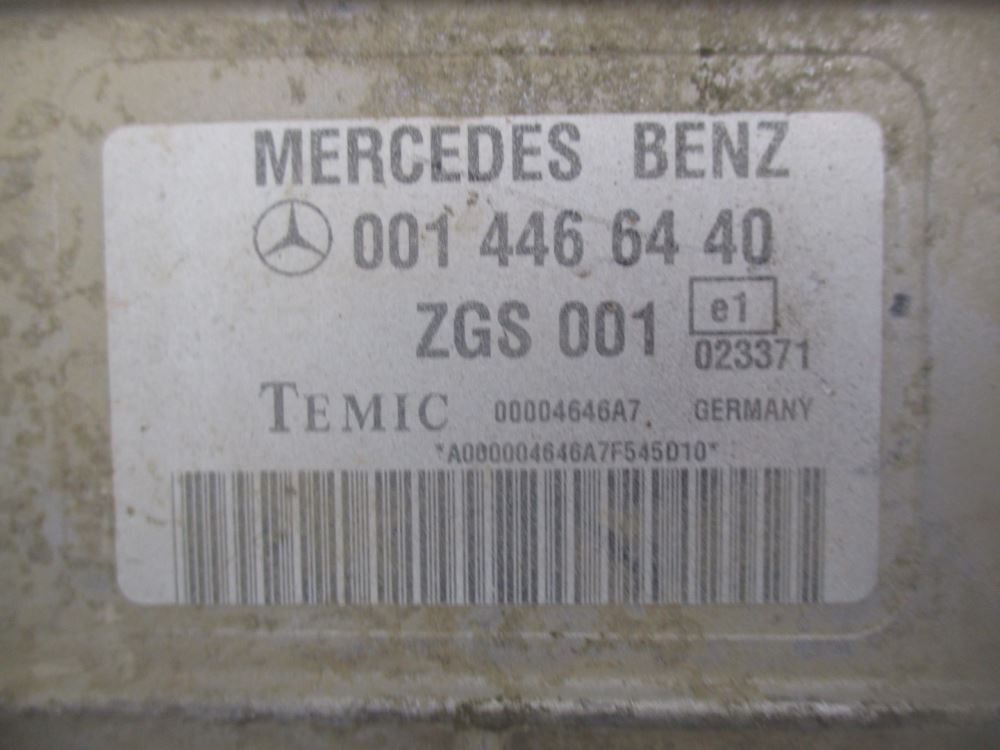 MERCEDES BENZ
001 446 64 40
ZGS 001 e1
023371
TEMIC 00004646A7 GERMANY
*A000004646A7F545D10*